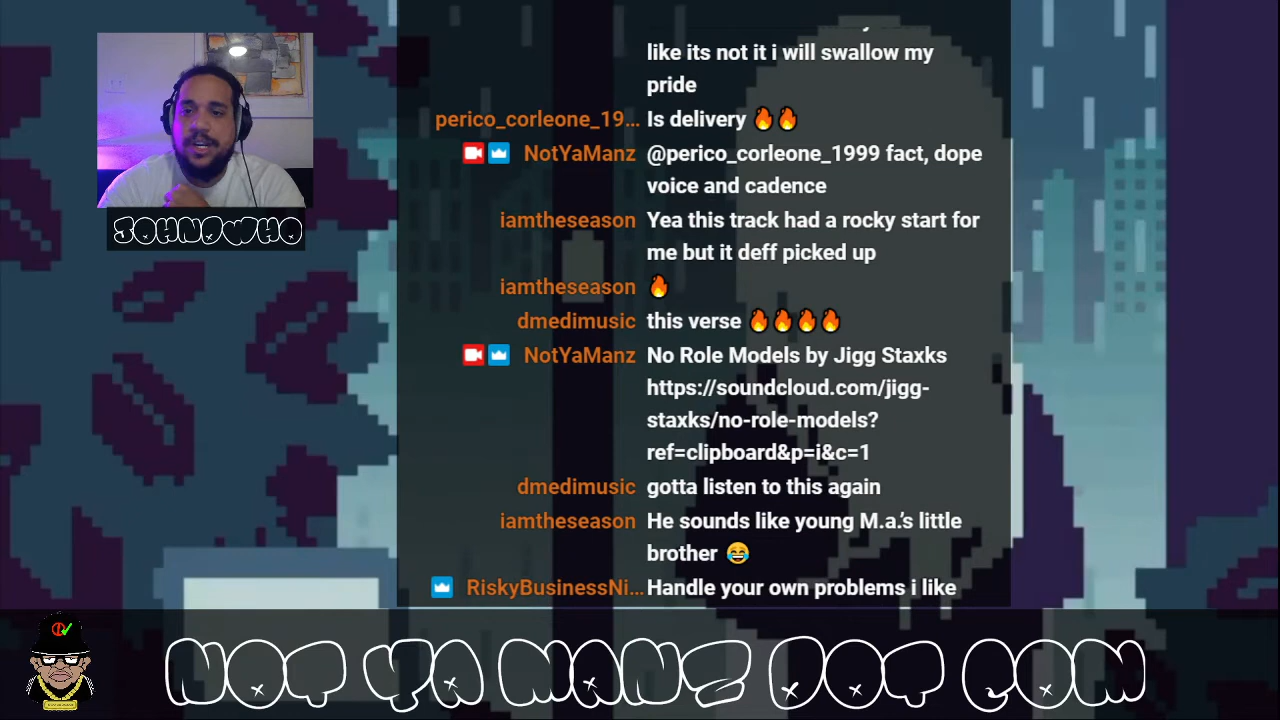 like its not it i will swallow my
pride
perico_corleone_19... Is delivery 🔥🔥
NotYaManz @perico_corleone_1999 fact, dope
voice and cadence
iamtheseason Yea this track had a rocky start for
me but it deff picked up
iamtheseason 🔥
dmedimusic this verse 🔥🔥🔥🔥
NotYaManz No Role Models by Jigg Staxks
https://soundcloud.com/jigg-
staxks/no-role-models?
ref=clipboard&p=i&c=1
dmedimusic gotta listen to this again
iamtheseason He sounds like young M.a.'s little
brother 😂
RiskyBusinessNi... Handle your own problems i like
JOHNDWHO
NOT YA MANZ DOT COM